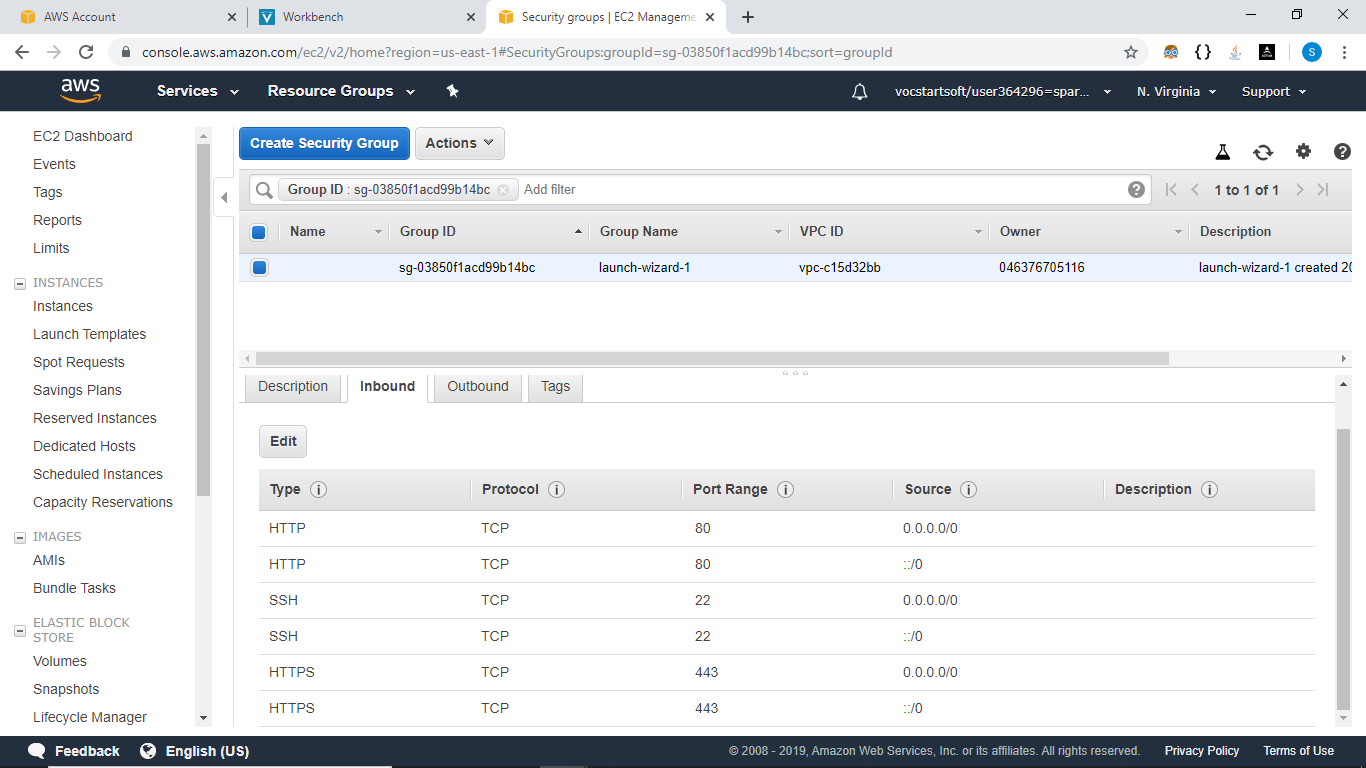 AWS Account
Workbench
Security groups | EC2 Manageme
console.aws.amazon.com/ec2/v2/home?region=us-east-1#SecurityGroups:groupId=sg-03850f1acd99b14bc;sort=groupId
S
aws
Services
Resource Groups
vocstartsoft/user364296=spar...
N. Virginia
Support
EC2 Dashboard
Events
Tags
Reports
Limits
INSTANCES
Instances
Launch Templates
Spot Requests
Savings Plans
Reserved Instances
Dedicated Hosts
Scheduled Instances
Capacity Reservations
IMAGES
AMIs
Bundle Tasks
ELASTIC BLOCK
STORE
Volumes
Snapshots
Lifecycle Manager
Create Security Group
Actions
Group ID : sg-03850f1acd99b14bc
Add filter
1 to 1 of 1
Name Group ID Group Name VPC ID Owner Description
sg-03850f1acd99b14bc launch-wizard-1 vpc-c15d32bb 046376705116 launch-wizard-1 created 20
Description Inbound Outbound Tags
Edit
Type Protocol Port Range Source Description
HTTP TCP 80 0.0.0.0/0
HTTP TCP 80 ::/0
SSH TCP 22 0.0.0.0/0
SSH TCP 22 ::/0
HTTPS TCP 443 0.0.0.0/0
HTTPS TCP 443 ::/0
Feedback
English (US)
© 2008 - 2019, Amazon Web Services, Inc. or its affiliates. All rights reserved.
Privacy Policy
Terms of Use